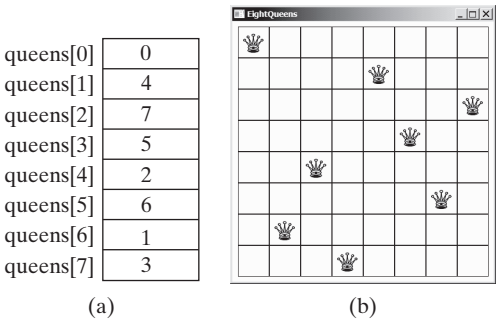 EightQueens
queens[0] 0
queens[1] 4
queens[2] 7
queens[3] 5
queens[4] 2
queens[5] 6
queens[6] 1
queens[7] 3
(a) (b)